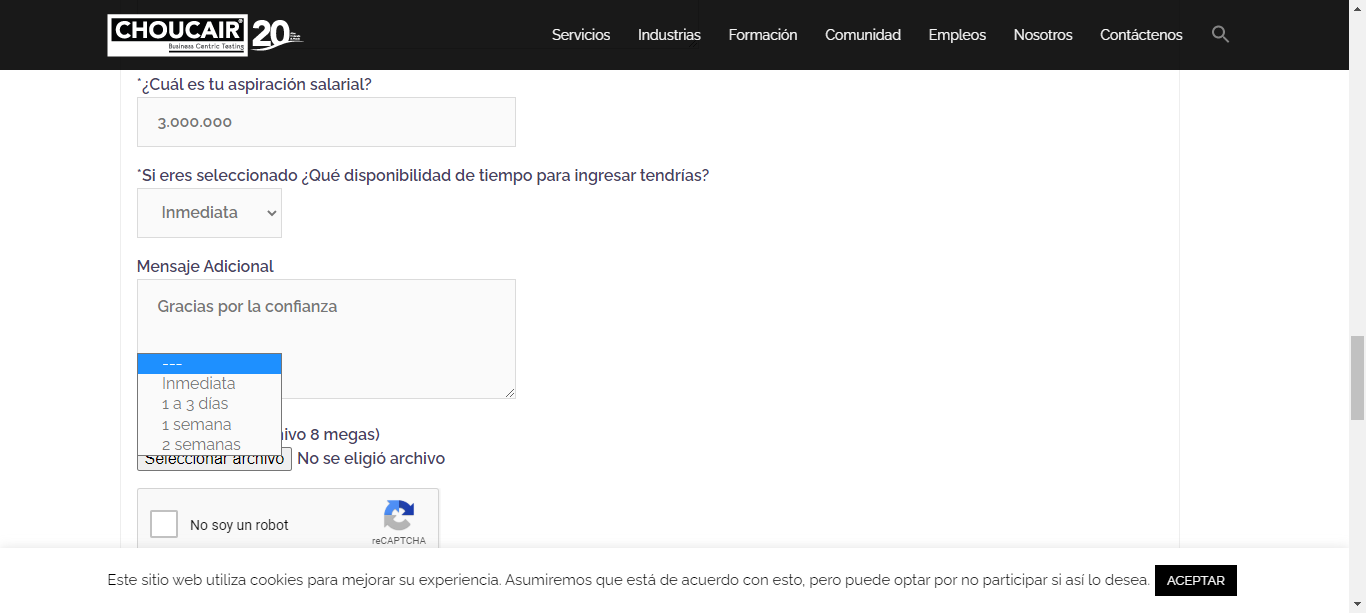 CHOUCAIR
Business Centric Testing
20
Servicios
Industrias
Formación
Comunidad
Empleos
Nosotros
Contáctenos
*¿Cuál es tu aspiración salarial?
3.000.000
*Si eres seleccionado ¿Qué disponibilidad de tiempo para ingresar tendrías?
Inmediata
Mensaje Adicional
Gracias por la confianza
---
Inmediata
1 a 3 días
1 semana
2 semanas
8 megas)
Seleccionar archivo No se eligió archivo
No soy un robot
reCAPTCHA
Este sitio web utiliza cookies para mejorar su experiencia. Asumiremos que está de acuerdo con esto, pero puede optar por no participar si así lo desea. ACEPTAR